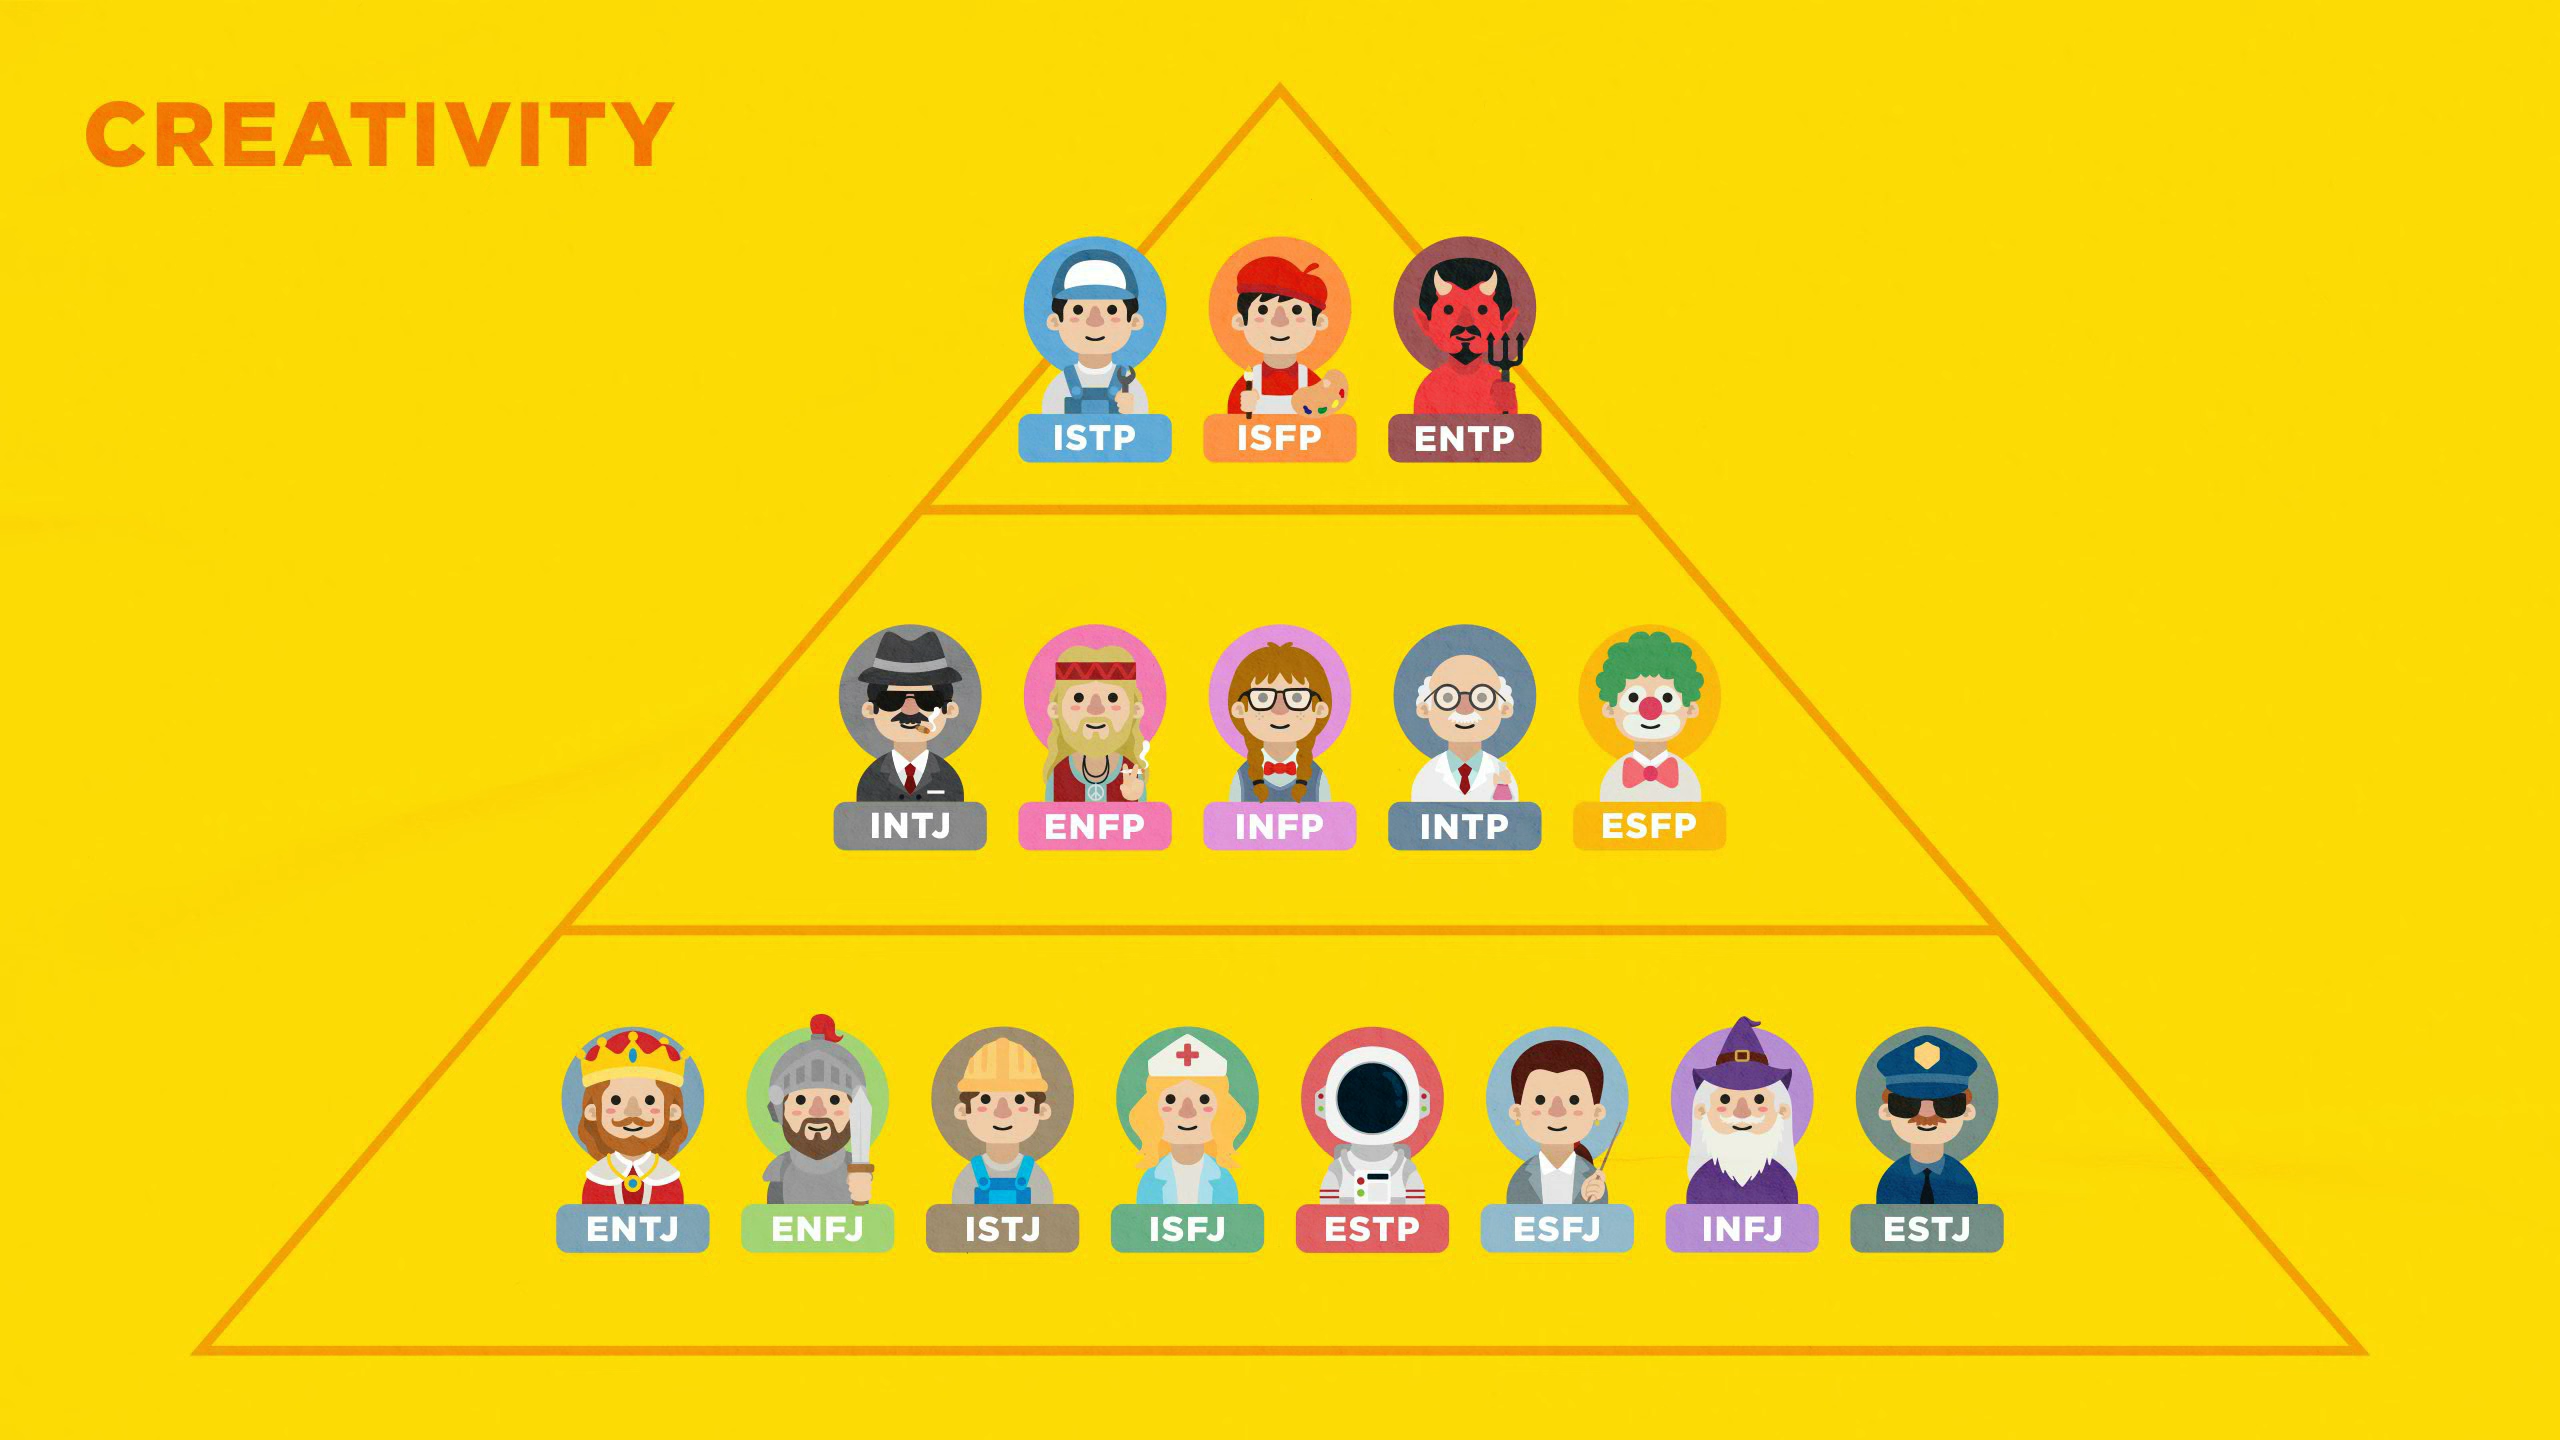 CREATIVITY
ISTP ISFP ENTP
INTJ ENFP INFP INTP ESFP
ENTJ ENFJ ISTJ ISFJ ESTP ESFJ INFJ ESTJ